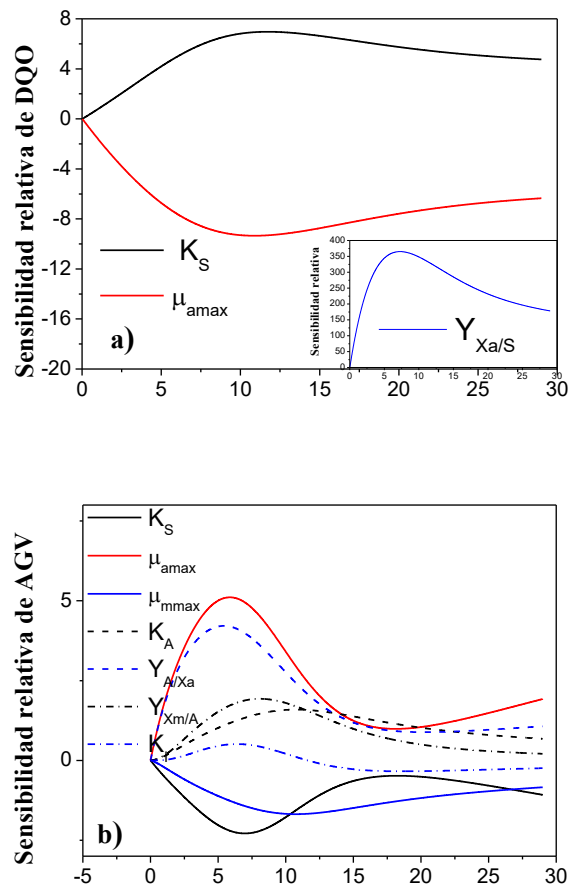 Sensibilidad relativa de DQO
8
4
0
-4
-8
-12
-16
-20
K_S
μ_amax
a)
0 5 10 15 20 25 30
Sensibilidad relativa
400
350
300
250
200
150
100
50
0
Y_Xa/S
0 5 10 15 20 25 30
Sensibilidad relativa de AGV
5
0
K_S
μ_amax
μ_mmax
K_A
Y_A/Xa
Y_Xm/A
b)
-5 0 5 10 15 20 25 30